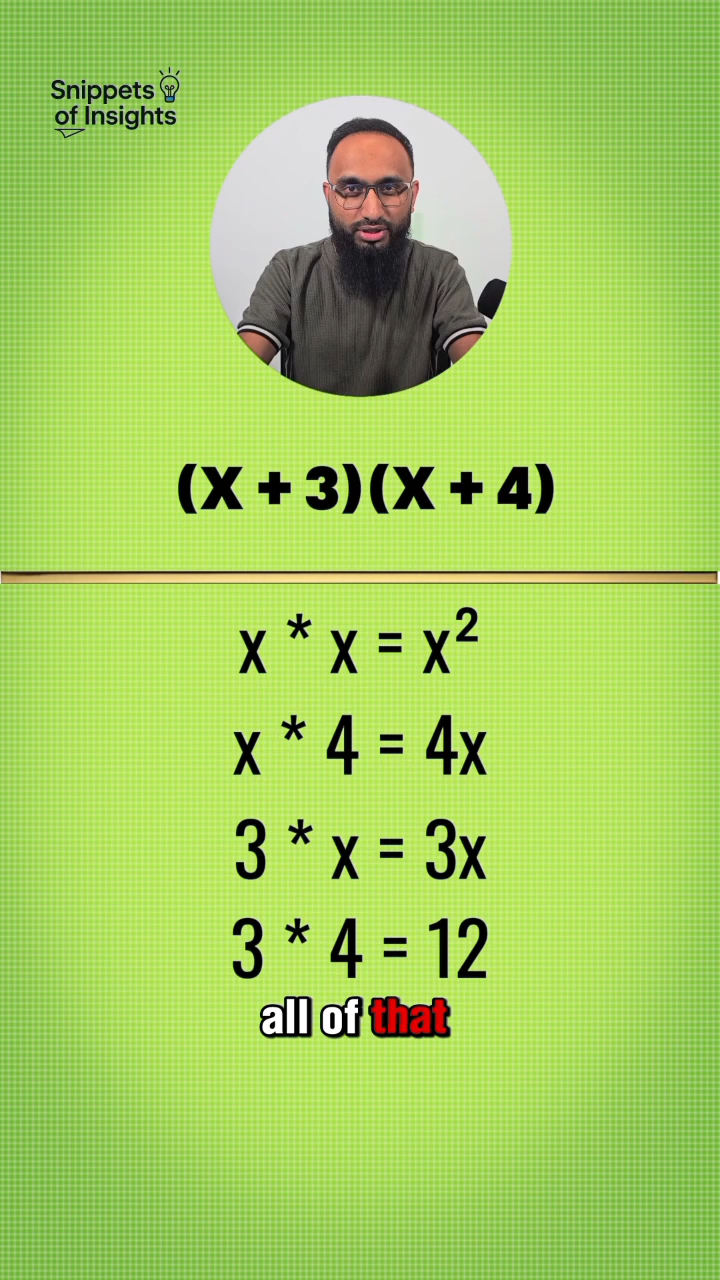 Snippets
of Insights
(X + 3)(X + 4)
x * x = x²
x * 4 = 4x
3 * x = 3x
3 * 4 = 12
all of that